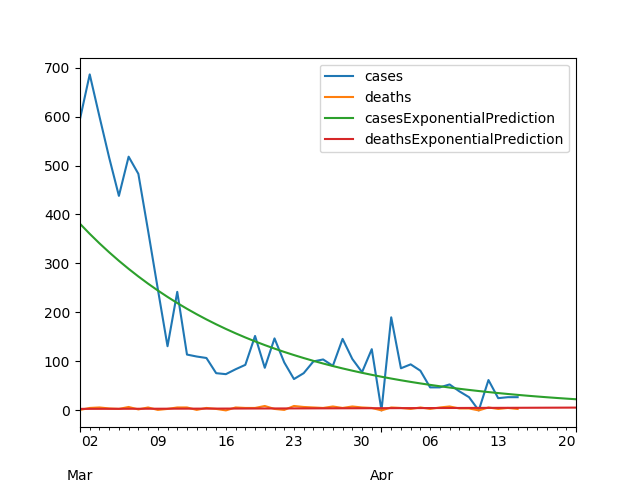 700
600
500
400
300
200
100
0
cases
deaths
casesExponentialPrediction
deathsExponentialPrediction
02 09 16 23 30 06 13 20
Mar Apr